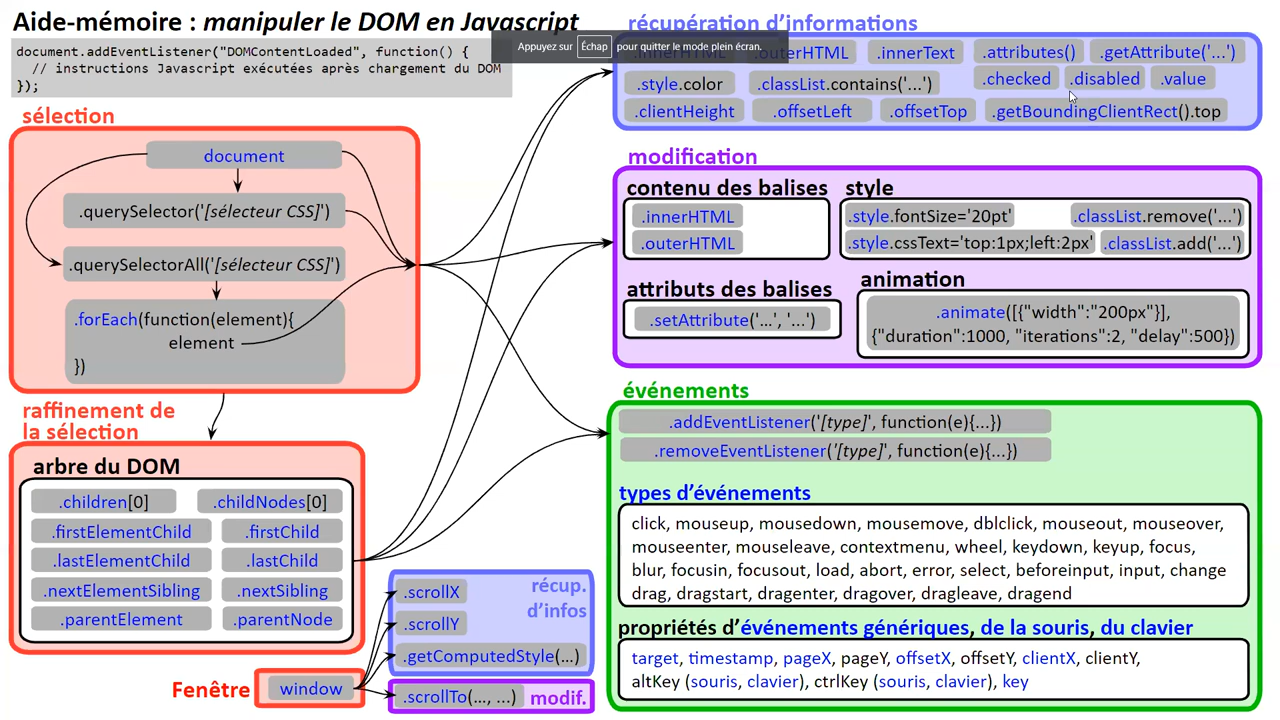 Aide-mémoire : manipuler le DOM en Javascript
document.addEventListener("DOMContentLoaded", function() {
// instructions Javascript exécutées après chargement du DOM
});
Appuyez sur Échap pour quitter le mode plein écran.
sélection
document
.querySelector('[sélecteur CSS]')
.querySelectorAll('[sélecteur CSS]')
.forEach(function(element){
element
})
raffinement de
la sélection
arbre du DOM
.children[0] .childNodes[0]
.firstElementChild .firstChild
.lastElementChild .lastChild
.nextElementSibling .nextSibling
.parentElement .parentNode
Fenêtre window
récup.
d'infos
.scrollX
.scrollY
.getComputedStyle(...)
.scrollTo(..., ...) modif.
récupération d'informations
.innerHTML .outerHTML .innerText .attributes() .getAttribute('...')
.style.color .classList.contains('...') .checked .disabled .value
.clientHeight .offsetLeft .offsetTop .getBoundingClientRect().top
modification
contenu des balises
.innerHTML
.outerHTML
style
.style.fontSize='20pt' .classList.remove('...')
.style.cssText='top:1px;left:2px' .classList.add('...')
attributs des balises
.setAttribute('...', '...')
animation
.animate([{"width":"200px"}],
{"duration":1000, "iterations":2, "delay":500})
événements
.addEventListener('[type]', function(e){...})
.removeEventListener('[type]', function(e){...})
types d'événements
click, mouseup, mousedown, mousemove, dblclick, mouseout, mouseover,
mouseenter, mouseleave, contextmenu, wheel, keydown, keyup, focus,
blur, focusin, focusout, load, abort, error, select, beforeinput, input, change
drag, dragstart, dragenter, dragover, dragleave, dragend
propriétés d'événements génériques, de la souris, du clavier
target, timestamp, pageX, pageY, offsetX, offsetY, clientX, clientY,
altKey (souris, clavier), ctrlKey (souris, clavier), key